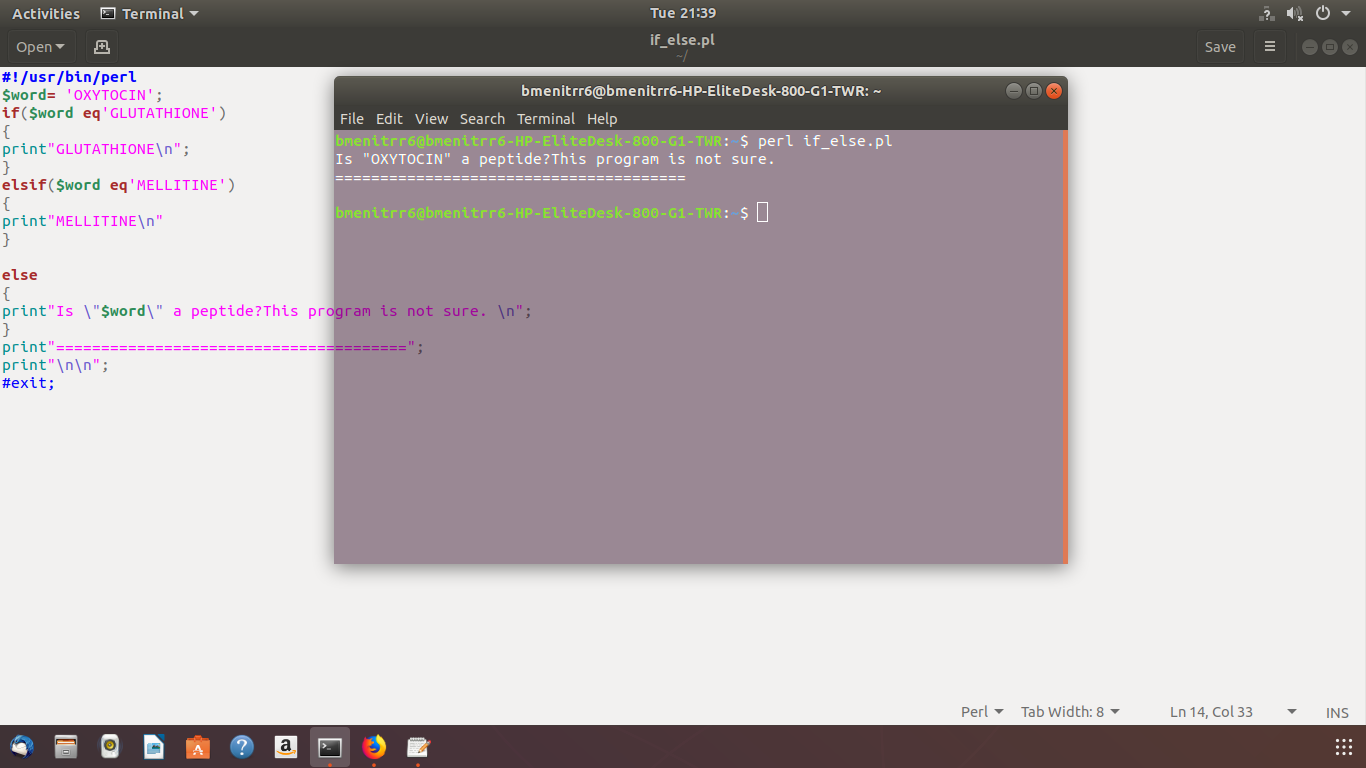 Activities Terminal Tue 21:39
Open if_else.pl Save
~/
#!/usr/bin/perl
$word= 'OXYTOCIN';
if($word eq'GLUTATHIONE')
{
print"GLUTATHIONE\n";
}
elsif($word eq'MELLITINE')
{
print"MELLITINE\n"
}
else
{
print"Is \"$word\" a peptide?This program is not sure. \n";
}
print"=======================================";
print"\n\n";
#exit;
bmenitrr6@bmenitrr6-HP-EliteDesk-800-G1-TWR: ~
File Edit View Search Terminal Help
bmenitrr6@bmenitrr6-HP-EliteDesk-800-G1-TWR:~$ perl if_else.pl
Is "OXYTOCIN" a peptide?This program is not sure.
=======================================
bmenitrr6@bmenitrr6-HP-EliteDesk-800-G1-TWR:~$
Perl Tab Width: 8 Ln 14, Col 33 INS